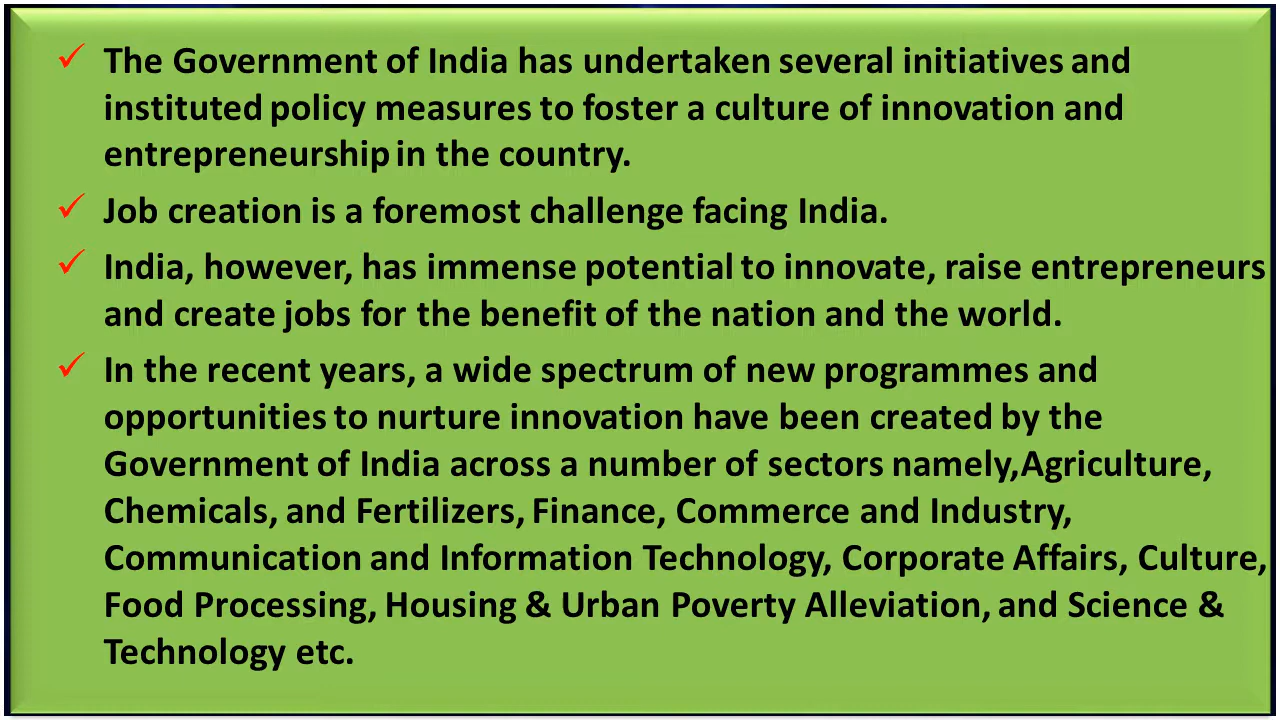 ✓ The Government of India has undertaken several initiatives and
instituted policy measures to foster a culture of innovation and
entrepreneurship in the country.
✓ Job creation is a foremost challenge facing India.
✓ India, however, has immense potential to innovate, raise entrepreneurs
and create jobs for the benefit of the nation and the world.
✓ In the recent years, a wide spectrum of new programmes and
opportunities to nurture innovation have been created by the
Government of India across a number of sectors namely,Agriculture,
Chemicals, and Fertilizers, Finance, Commerce and Industry,
Communication and Information Technology, Corporate Affairs, Culture,
Food Processing, Housing & Urban Poverty Alleviation, and Science &
Technology etc.